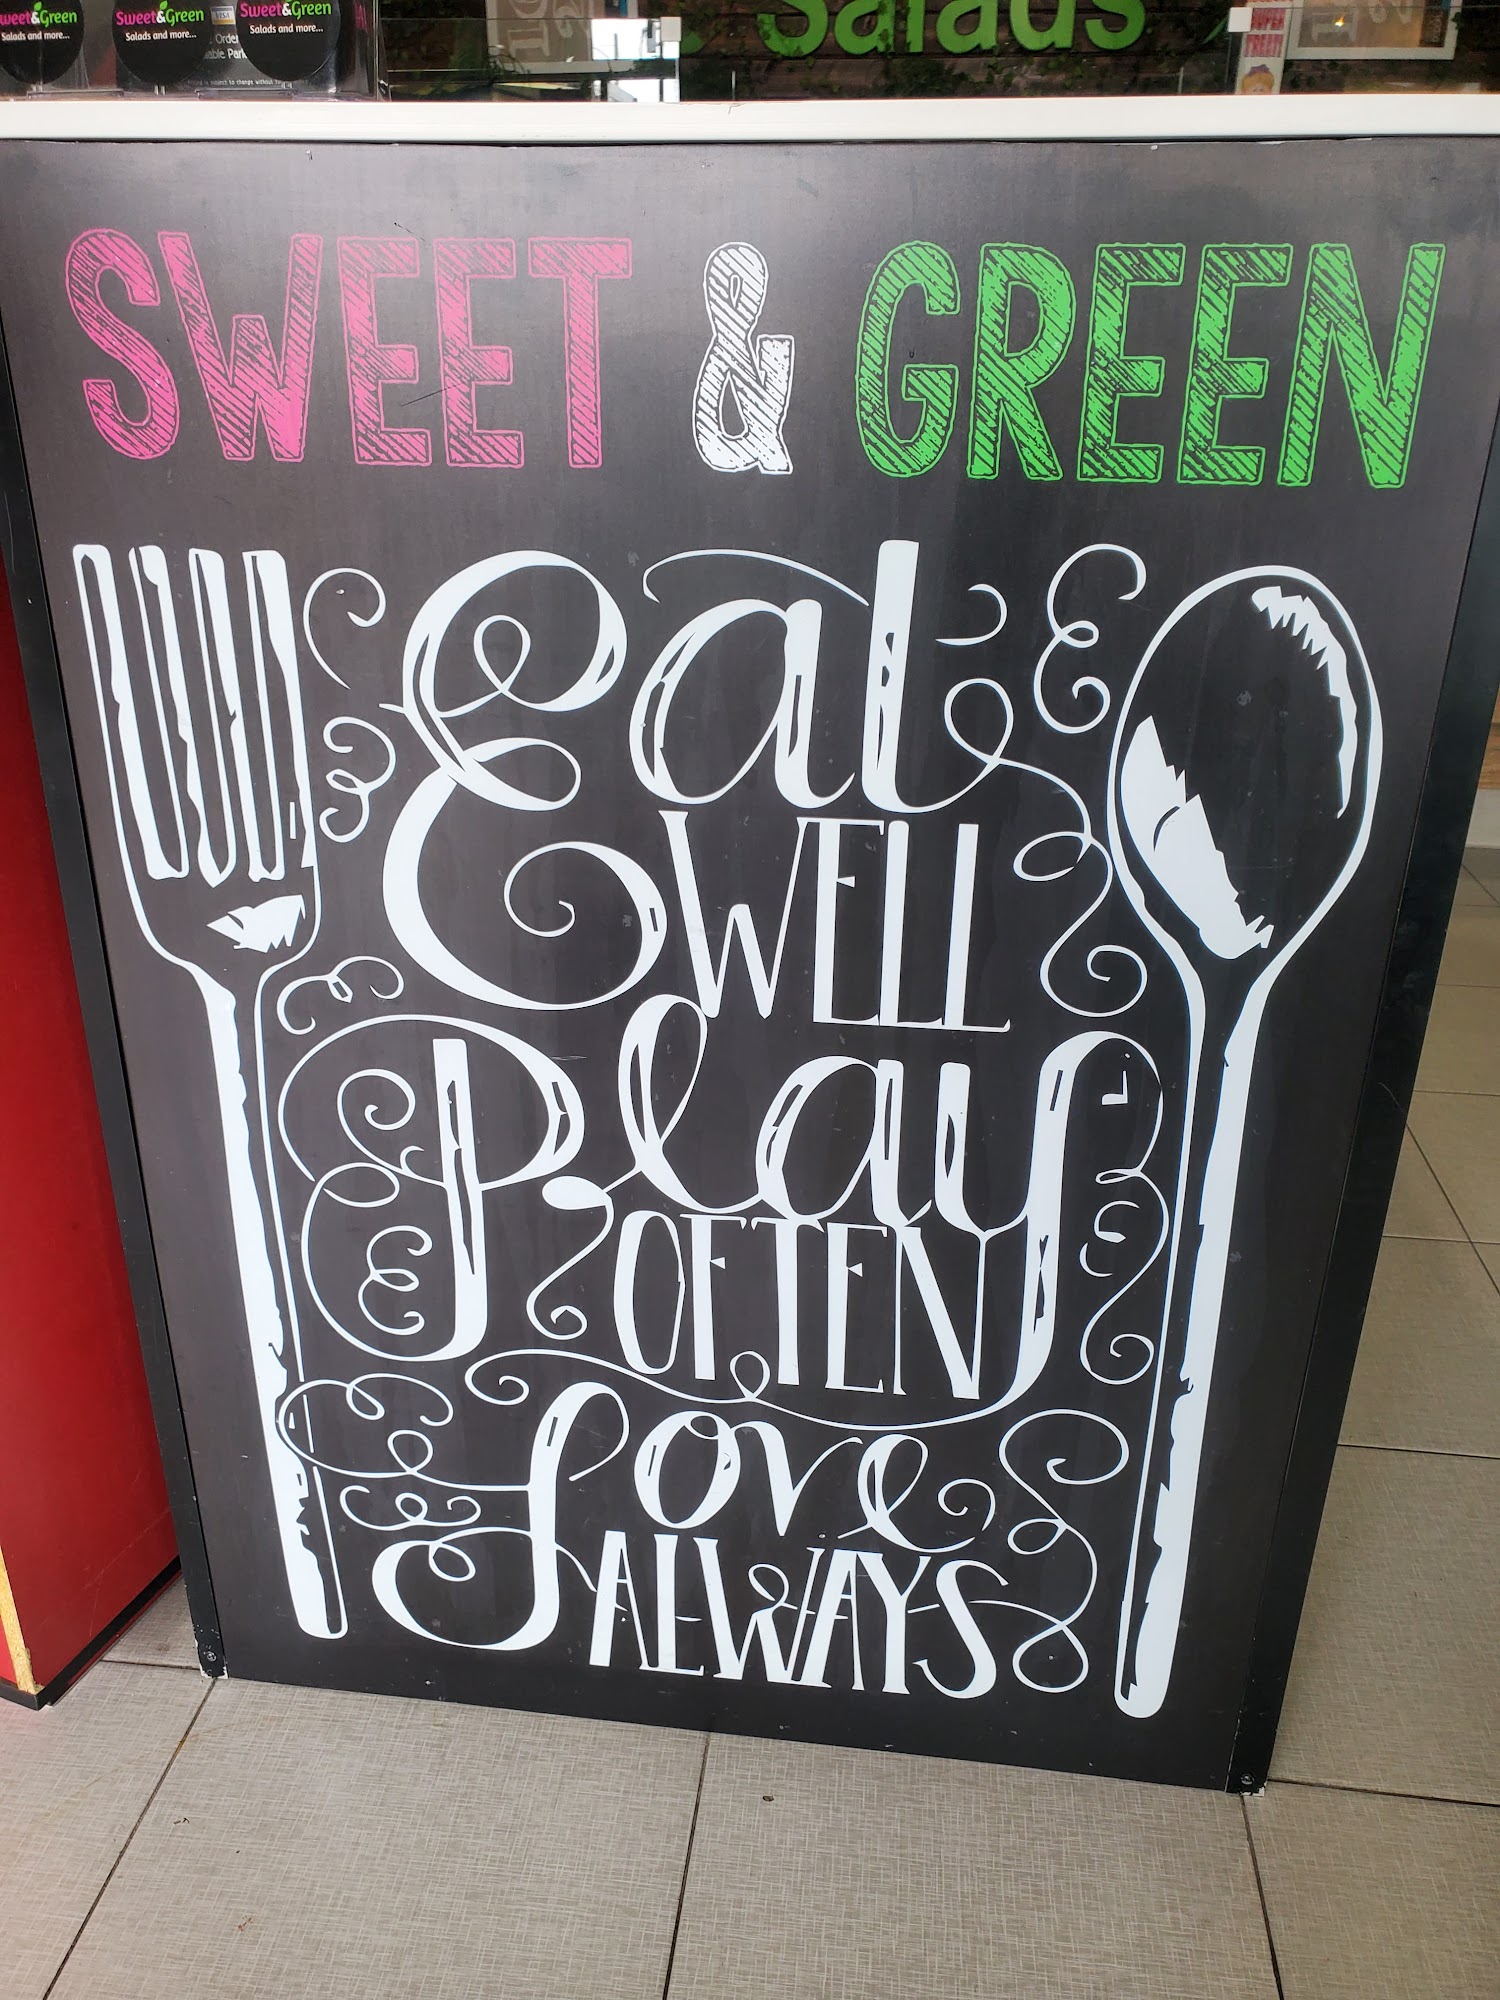 Sweet&Green
Salads and more...
Sweet&Green
Salads and more...
VISA
Sweet&Green
Salads and more...
Salads
SWEET & GREEN
Eat
WELL
Play
OFTEN
Love
ALWAYS